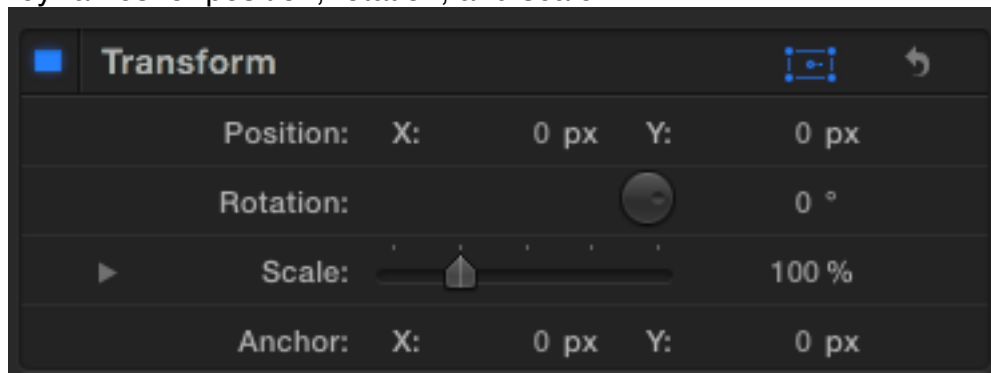 Transform
Position: X: 0 px Y: 0 px
Rotation: 0 °
Scale: 100 %
Anchor: X: 0 px Y: 0 px